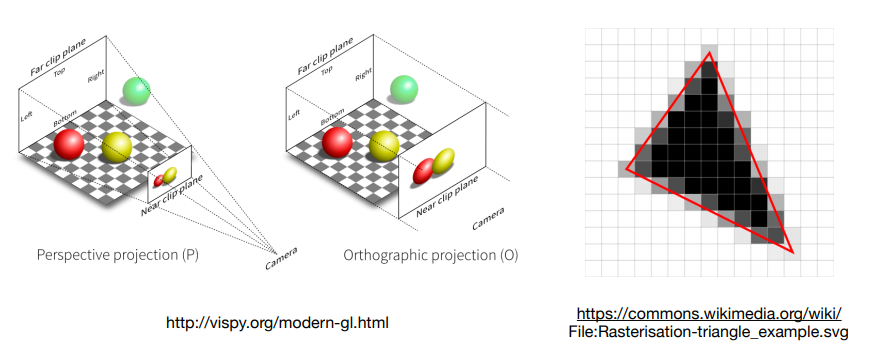 Far clip plane
Top
Right
Left
Bottom
Near clip plane
Camera
Perspective projection (P)
Far clip plane
Top
Right
Left
Bottom
Near clip plane
Camera
Orthographic projection (O)
http://vispy.org/modern-gl.html
https://commons.wikimedia.org/wiki/
File:Rasterisation-triangle_example.svg